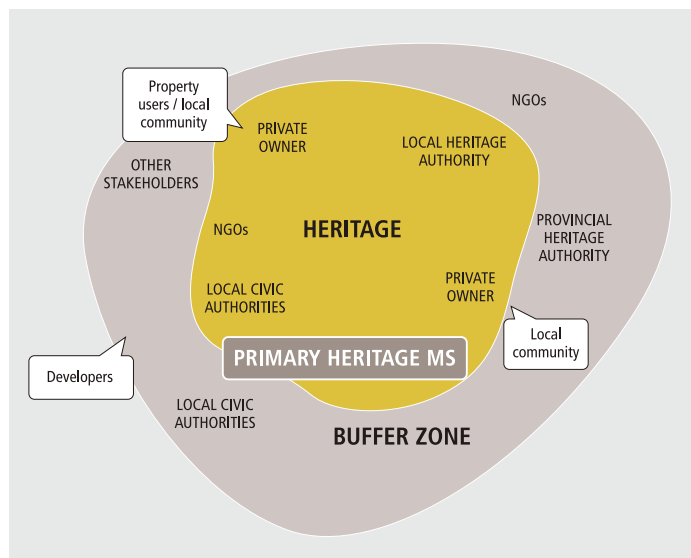 Property
users / local
community
NGOs
PRIVATE
OWNER
LOCAL HERITAGE
AUTHORITY
OTHER
STAKEHOLDERS
NGOs
HERITAGE
PROVINCIAL
HERITAGE
AUTHORITY
LOCAL CIVIC
AUTHORITIES
PRIVATE
OWNER
Local
community
PRIMARY HERITAGE MS
Developers
LOCAL CIVIC
AUTHORITIES
BUFFER ZONE